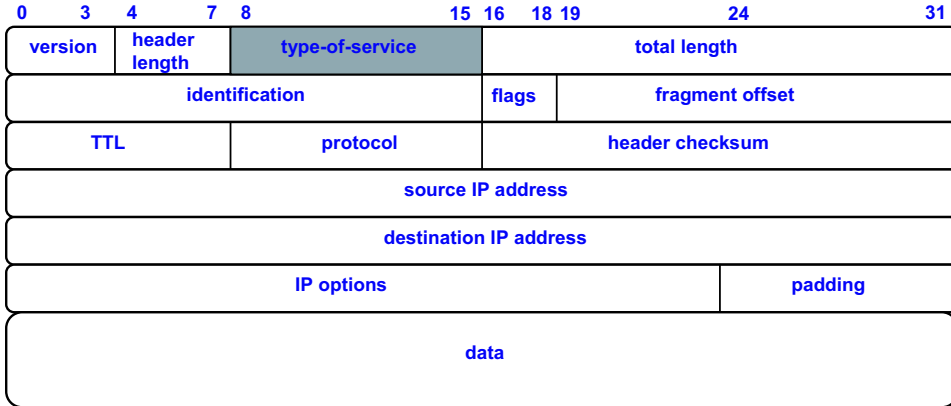 0 3 4 7 8 15 16 18 19 24 31
version header length type-of-service total length
identification flags fragment offset
TTL protocol header checksum
source IP address
destination IP address
IP options padding
data